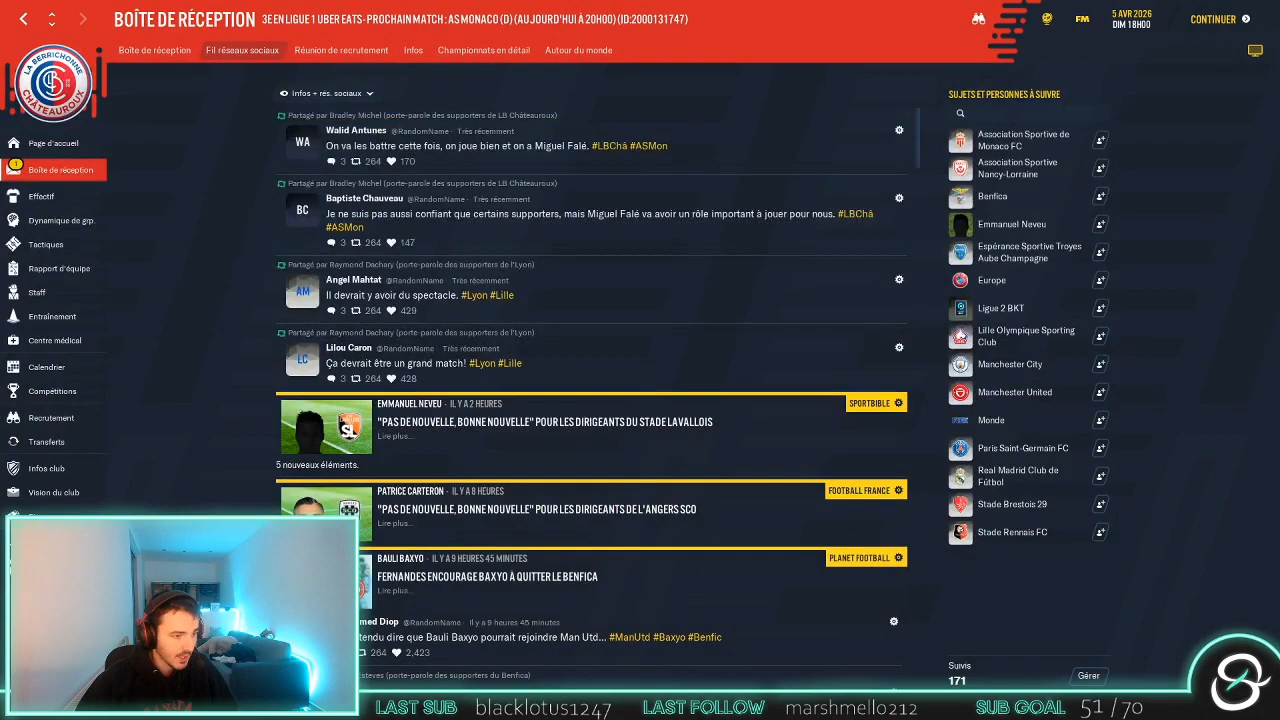 BOÎTE DE RÉCEPTION
3E EN LIGUE 1 UBER EATS - PROCHAIN MATCH : AS MONACO (D) (AUJOURD'HUI À 20H00) (ID:2000131747)
FM
5 AVR 2026
DIM 18H00
CONTINUER
Boîte de réception
Fil réseaux sociaux
Réunion de recrutement
Infos
Championnats en détail
Autour du monde
LA BERRICHONNE
CHÂTEAUROUX
Page d'accueil
1
Boîte de réception
Effectif
Dynamique de grp.
Tactiques
Rapport d'équipe
Staff
Entraînement
Centre médical
Calendrier
Compétitions
Recrutement
Transferts
Infos club
Vision du club
Infos + rés. sociaux
Partagé par Bradley Michel (porte-parole des supporters de LB Châteauroux)
WA
Walid Antunes @RandomName · Très récemment
On va les battre cette fois, on joue bien et on a Miguel Falé. #LBChâ #ASMon
3 264 170
Partagé par Bradley Michel (porte-parole des supporters de LB Châteauroux)
BC
Baptiste Chauveau @RandomName · Très récemment
Je ne suis pas aussi confiant que certains supporters, mais Miguel Falé va avoir un rôle important à jouer pour nous. #LBChâ
#ASMon
3 264 147
Partagé par Raymond Dachary (porte-parole des supporters de l'Lyon)
AM
Angel Mahtat @RandomName · Très récemment
Il devrait y avoir du spectacle. #Lyon #Lille
3 264 429
Partagé par Raymond Dachary (porte-parole des supporters de l'Lyon)
LC
Lilou Caron @RandomName · Très récemment
Ça devrait être un grand match! #Lyon #Lille
3 264 428
EMMANUEL NEVEU · IL Y A 2 HEURES
SPORTBIBLE
"PAS DE NOUVELLE, BONNE NOUVELLE" POUR LES DIRIGEANTS DU STADE LAVALLOIS
Lire plus...
5 nouveaux éléments.
PATRICE CARTERON · IL Y A 8 HEURES
FOOTBALL FRANCE
"PAS DE NOUVELLE, BONNE NOUVELLE" POUR LES DIRIGEANTS DE L'ANGERS SCO
Lire plus...
BAULI BAXYO · IL Y A 9 HEURES 45 MINUTES
PLANET FOOTBALL
FERNANDES ENCOURAGE BAXYO À QUITTER LE BENFICA
Lire plus...
Diop @RandomName · Il y a 9 heures 45 minutes
dire que Bauli Baxyo pourrait rejoindre Man Utd... #ManUtd #Baxyo #Benfic
264 2,423
(porte-parole des supporters du Benfica)
SUJETS ET PERSONNES À SUIVRE
Association Sportive de
Monaco FC
Association Sportive
Nancy-Lorraine
Benfica
Emmanuel Neveu
Espérance Sportive Troyes
Aube Champagne
Europe
Ligue 2 BKT
Lille Olympique Sporting
Club
Manchester City
Manchester United
Monde
Paris Saint-Germain FC
Real Madrid Club de
Fútbol
Stade Brestois 29
Stade Rennais FC
Suivis
171
Gérer
LAST SUB blacklotus1247
LAST FOLLOW marshmello212
SUB GOAL 51 / 70